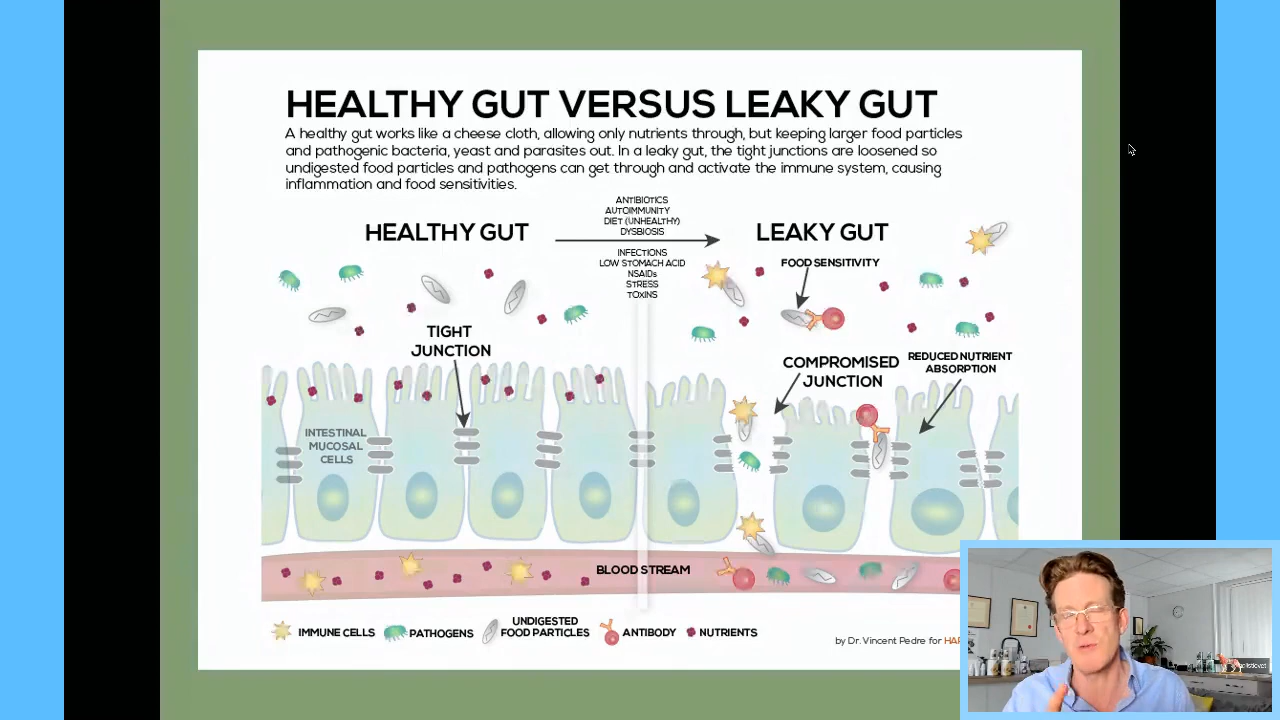 HEALTHY GUT VERSUS LEAKY GUT
A healthy gut works like a cheese cloth, allowing only nutrients through, but keeping larger food particles
and pathogenic bacteria, yeast and parasites out. In a leaky gut, the tight junctions are loosened so
undigested food particles and pathogens can get through and activate the immune system, causing
inflammation and food sensitivities.
HEALTHY GUT
ANTIBIOTICS
AUTOIMMUNITY
DIET (UNHEALTHY)
DYSBIOSIS
INFECTIONS
LOW STOMACH ACID
NSAIDs
STRESS
TOXINS
LEAKY GUT
FOOD SENSITIVITY
TIGHT
JUNCTION
COMPROMISED
JUNCTION
REDUCED NUTRIENT
ABSORPTION
INTESTINAL
MUCOSAL
CELLS
BLOOD STREAM
IMMUNE CELLS
PATHOGENS
UNDIGESTED
FOOD PARTICLES
ANTIBODY
NUTRIENTS
by Dr. Vincent Pedre for HAP